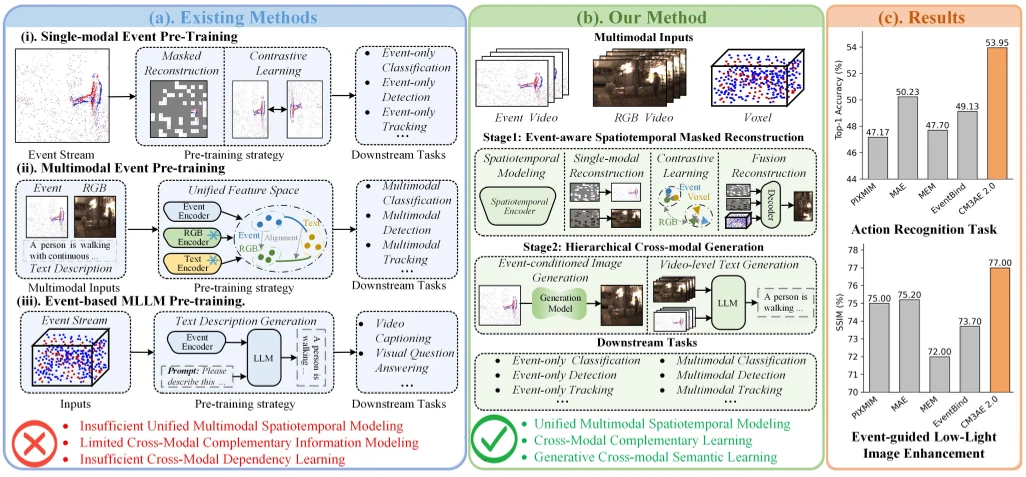 (a). Existing Methods
(i). Single-modal Event Pre-Training
Event Stream
Masked
Reconstruction
Contrastive
Learning
Pre-training strategy
• Event-only
Classification
• Event-only
Detection
• Event-only
Tracking
...
Downstream Tasks
(ii). Multimodal Event Pre-training
Event
RGB
A person is walking
with continuous ...
Text Description
Multimodal Inputs
Unified Feature Space
Event
Encoder
RGB
Encoder
Text
Encoder
Event
Text
Alignment
RGB
Pre-training strategy
• Multimodal
Classification
• Multimodal
Detection
• Multimodal
Tracking
...
Downstream Tasks
(iii). Event-based MLLM Pre-training.
Event Stream
Inputs
Text Description Generation
Event
Encoder
Prompt: Please
describe this ...
LLM
A person is
walking ...
Pre-training strategy
• Video
Captioning
• Visual Question
Answering
...
Downstream Tasks
• Insufficient Unified Multimodal Spatiotemporal Modeling
• Limited Cross-Modal Complementary Information Modeling
• Insufficient Cross-Modal Dependency Learning
(b). Our Method
Multimodal Inputs
Event Video
RGB Video
Voxel
Stage1: Event-aware Spatiotemporal Masked Reconstruction
Spatiotemporal
Modeling
Spatiotemporal
Encoder
Single-modal
Reconstruction
Contrastive
Learning
Event
Voxel
RGB
Fusion
Reconstruction
Decoder
Stage2: Hierarchical Cross-modal Generation
Event-conditioned Image
Generation
Generation
Model
Video-level Text Generation
LLM
A person is
walking ...
Downstream Tasks
• Event-only Classification
• Event-only Detection
• Event-only Tracking
...
• Multimodal Classification
• Multimodal Detection
• Multimodal Tracking
...
• Unified Multimodal Spatiotemporal Modeling
• Cross-Modal Complementary Learning
• Generative Cross-modal Semantic Learning
(c). Results
Top-1 Accuracy (%)
54
52
50
48
46
44
47.17
50.23
47.70
49.13
53.95
PIXMIM
MAE
MEM
EventBind
CM3AE 2.0
Action Recognition Task
SSIM (%)
78
77
76
75
74
73
72
71
70
75.00
75.20
72.00
73.70
77.00
PIXMIM
MAE
MEM
EventBind
CM3AE 2.0
Event-guided Low-Light
Image Enhancement